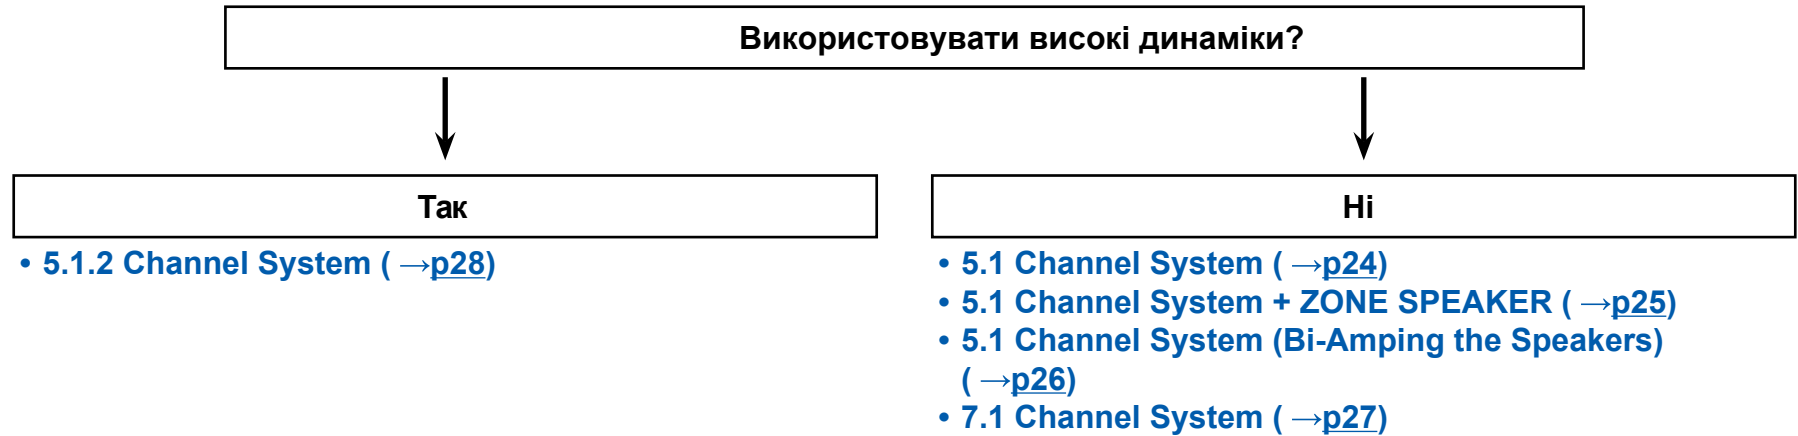 Використовувати високі динаміки?
Так
• 5.1.2 Channel System ( →p28)
Ні
• 5.1 Channel System ( →p24)
• 5.1 Channel System + ZONE SPEAKER ( →p25)
• 5.1 Channel System (Bi-Amping the Speakers)
( →p26)
• 7.1 Channel System ( →p27)